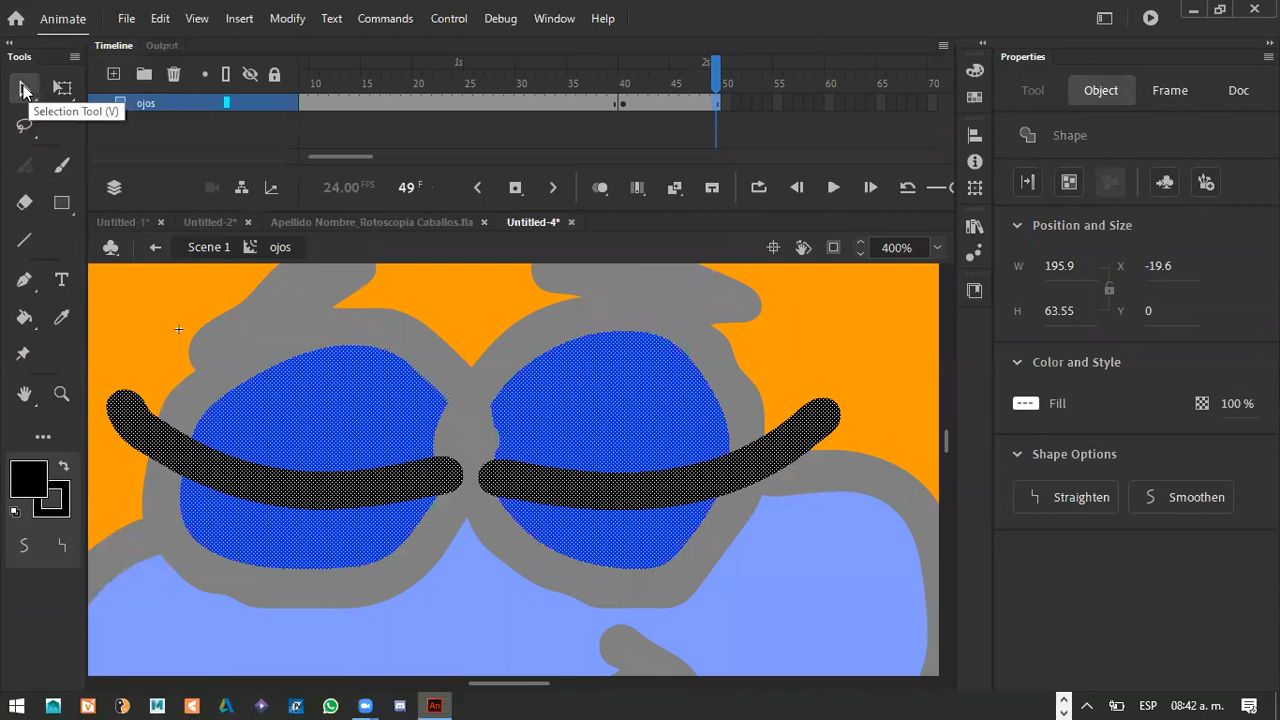 Animate File Edit View Insert Modify Text Commands Control Debug Window Help
Tools Timeline Output Properties
1s 2s
10 15 20 25 30 35 40 45 50 55 60 65 70
Tool Object Frame Doc
ojos
Selection Tool (V)
Shape
24.00 FPS 49 F
Untitled-1* Untitled-2* Apellido Nombre_Rotoscopia Caballos.fla Untitled-4*
Scene 1 ojos 400%
Position and Size
W 195.9 X -19.6
H 63.55 Y 0
Color and Style
Fill 100 %
Shape Options
Straighten Smoothen
An ESP 08:42 a. m.